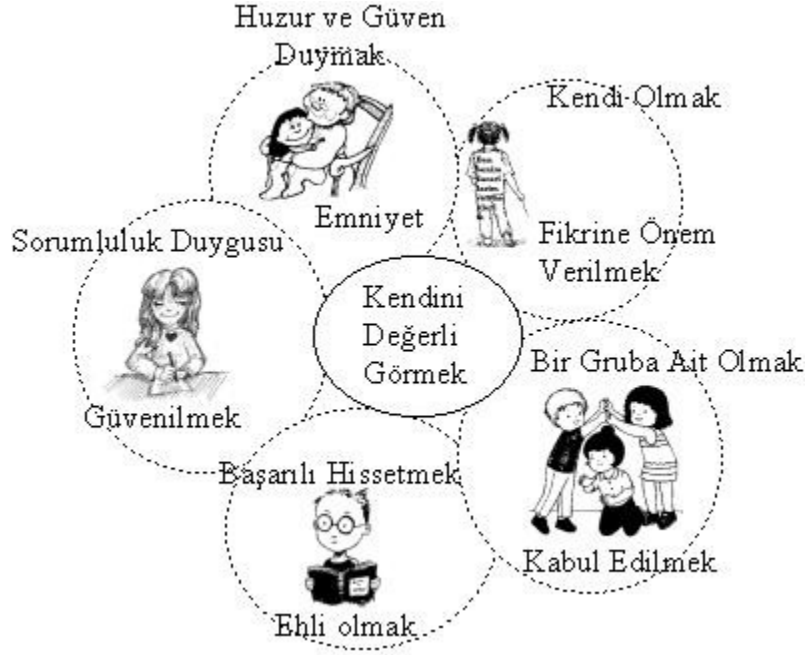 Huzur ve Güven
Duymak
Emniyet
Kendi Olmak
Fikrine Önem
Verilmek
Sorumluluk Duygusu
Güvenilmek
Kendini
Değerli
Görmek
Bir Gruba Ait Olmak
Kabul Edilmek
Başarılı Hissetmek
Ehli olmak